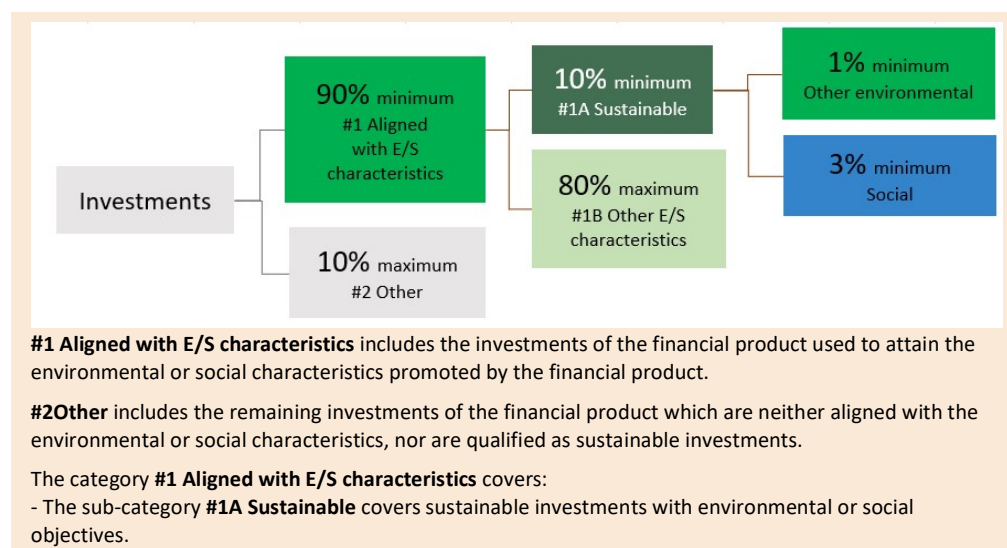 90% minimum
#1 Aligned
with E/S
characteristics
10% minimum
#1A Sustainable
1% minimum
Other environmental
3% minimum
Social
80% maximum
#1B Other E/S
characteristics
Investments
10% maximum
#2 Other
#1 Aligned with E/S characteristics includes the investments of the financial product used to attain the
environmental or social characteristics promoted by the financial product.
#2Other includes the remaining investments of the financial product which are neither aligned with the
environmental or social characteristics, nor are qualified as sustainable investments.
The category #1 Aligned with E/S characteristics covers:
- The sub-category #1A Sustainable covers sustainable investments with environmental or social
objectives.